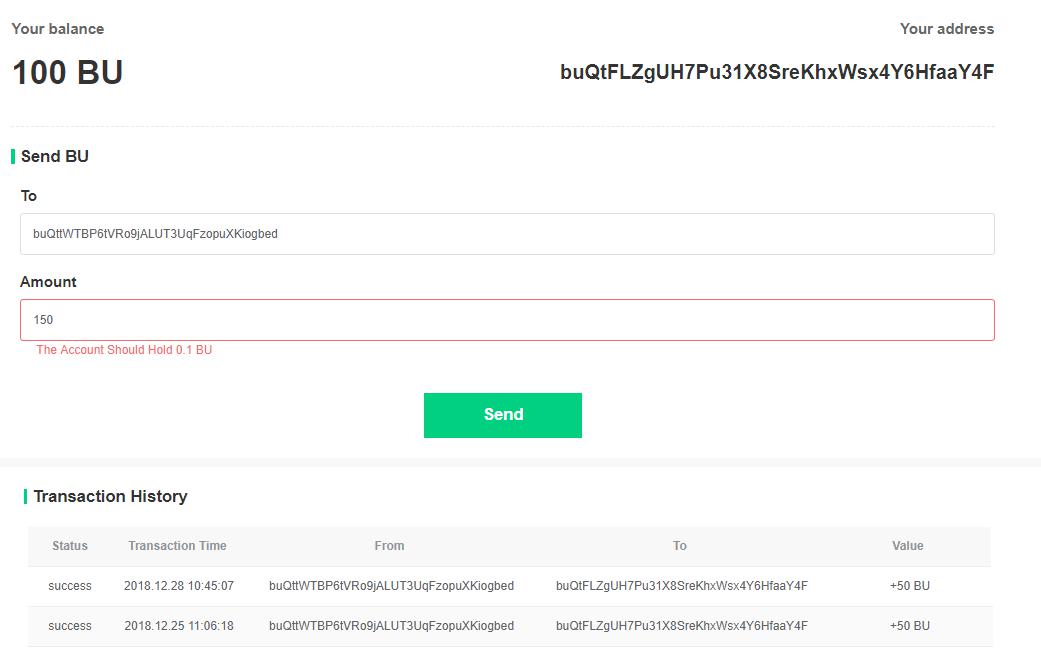 Your balance Your address
100 BU buQtFLZgUH7Pu31X8SreKhxWsx4Y6HfaaY4F
Send BU
To
buQttWTBP6tVRo9jALUT3UqFzopuXKiogbed
Amount
150
The Account Should Hold 0.1 BU
Send
Transaction History
Status Transaction Time From To Value
success 2018.12.28 10:45:07 buQttWTBP6tVRo9jALUT3UqFzopuXKiogbed buQtFLZgUH7Pu31X8SreKhxWsx4Y6HfaaY4F +50 BU
success 2018.12.25 11:06:18 buQttWTBP6tVRo9jALUT3UqFzopuXKiogbed buQtFLZgUH7Pu31X8SreKhxWsx4Y6HfaaY4F +50 BU